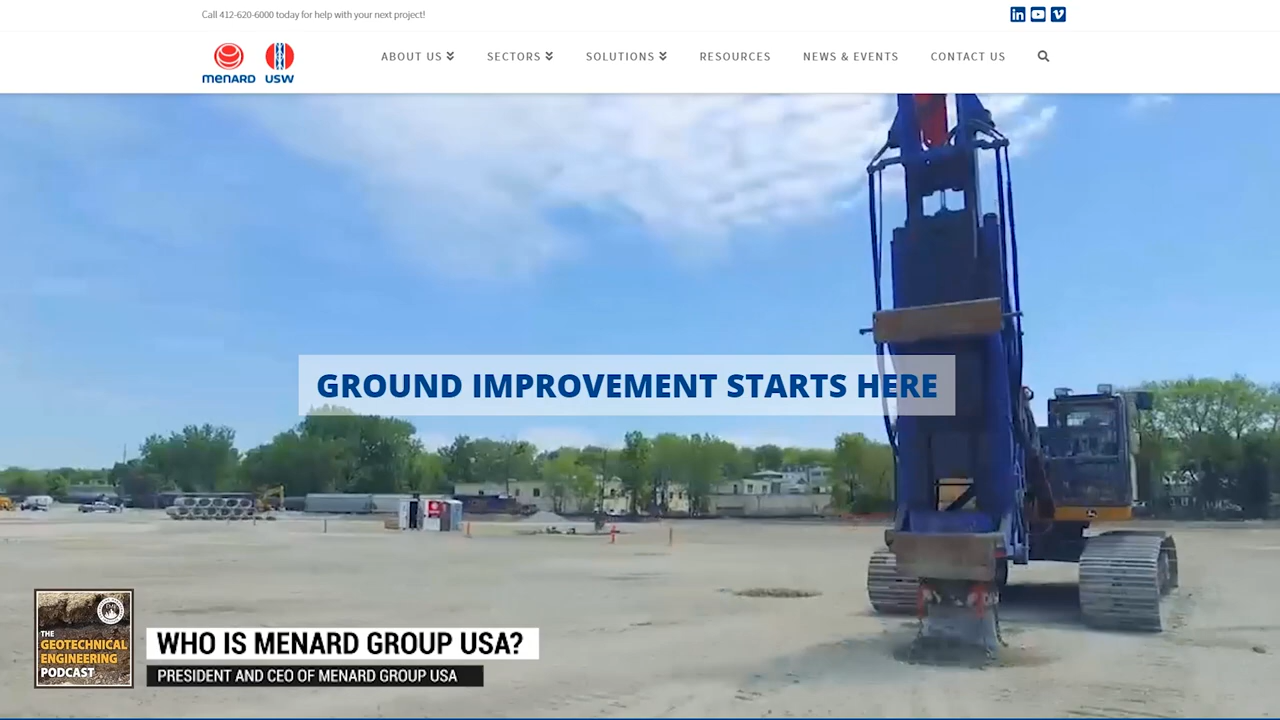 Call 412-620-6000 today for help with your next project!
MENARD USW
ABOUT US SECTORS SOLUTIONS RESOURCES NEWS & EVENTS CONTACT US
GROUND IMPROVEMENT STARTS HERE
THE
GEOTECHNICAL
ENGINEERING
PODCAST
WHO IS MENARD GROUP USA?
PRESIDENT AND CEO OF MENARD GROUP USA